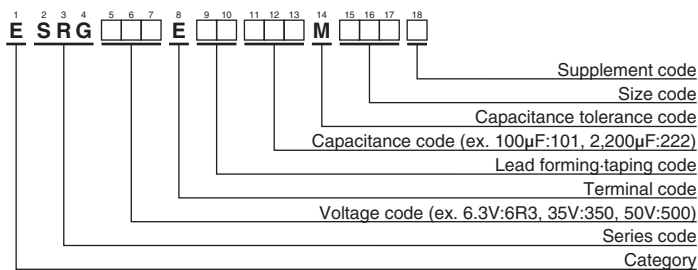 1 2 3 4 5 6 7 8 9 10 11 12 13 14 15 16 17 18
E SRG E M
Supplement code
Size code
Capacitance tolerance code
Capacitance code (ex. 100µF:101, 2,200µF:222)
Lead forming·taping code
Terminal code
Voltage code (ex. 6.3V:6R3, 35V:350, 50V:500)
Series code
Category